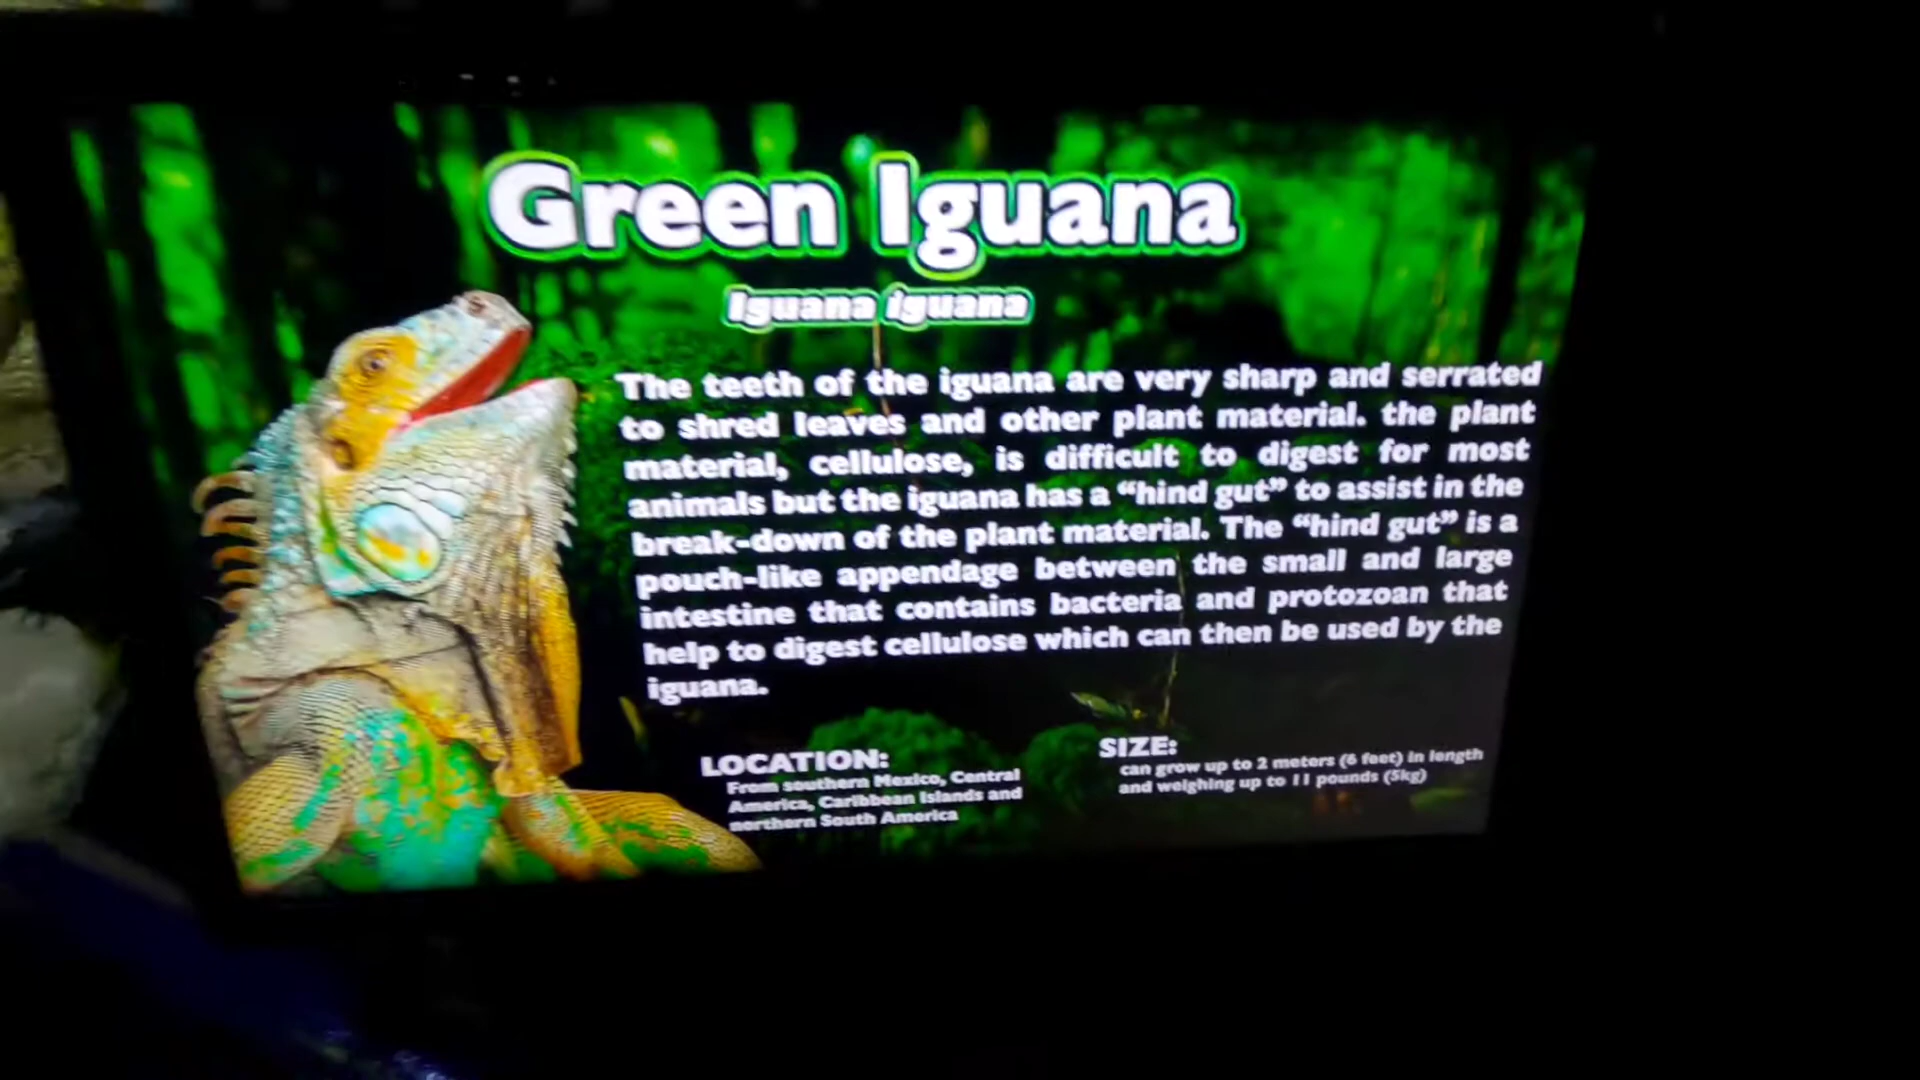 Green Iguana
Iguana iguana
The teeth of the iguana are very sharp and serrated
to shred leaves and other plant material. the plant
material, cellulose, is difficult to digest for most
animals but the iguana has a “hind gut” to assist in the
break-down of the plant material. The “hind gut” is a
pouch-like appendage between the small and large
intestine that contains bacteria and protozoan that
help to digest cellulose which can then be used by the
iguana.
LOCATION:
From southern Mexico, Central
America, Caribbean Islands and
northern South America
SIZE:
can grow up to 2 meters (6 feet) in length
and weighing up to 11 pounds (5kg)